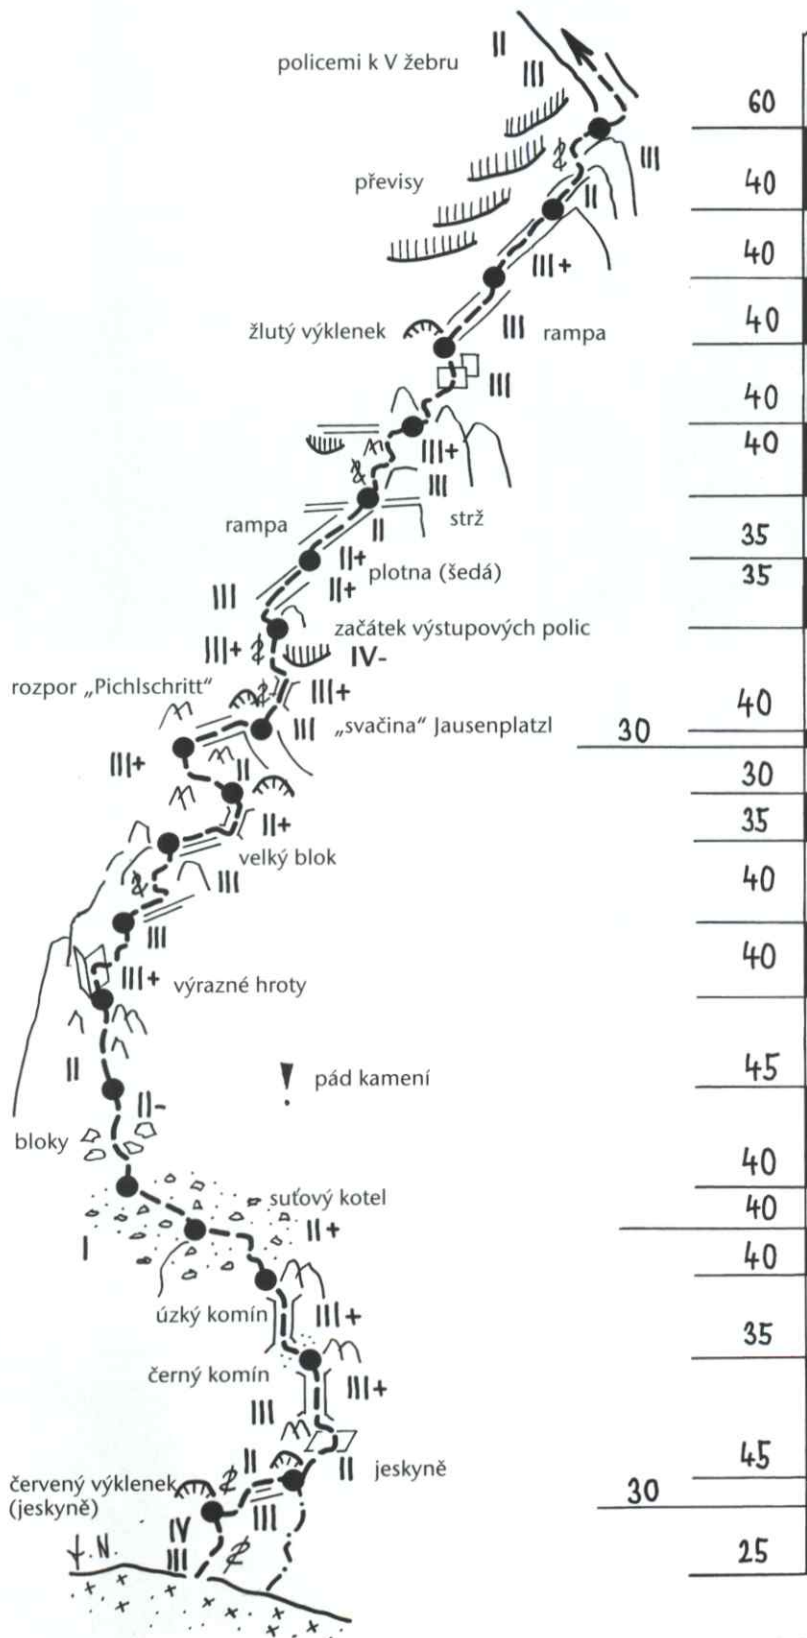 II
policemi k V žebru
III
60
III
převisy
40
II
40
III+
40
žlutý výklenek
III rampa
III
40
40
III+
III
rampa
strž
II
35
II+
plotna (šedá)
35
III
II+
začátek výstupových polic
III+
IV-
rozpor „Pichlschritt"
III+
40
III „svačina" Jausenplatzl
30
III+
II
30
II+
35
velký blok
III
40
III
40
III+ výrazné hroty
II
45
! pád kamení
II-
bloky
40
suťový kotel
40
I
II+
40
úzký komín
III+
35
černý komín
III+
III
II
II jeskyně
45
červený výklenek
(jeskyně)
30
IV
III
N.
III
25